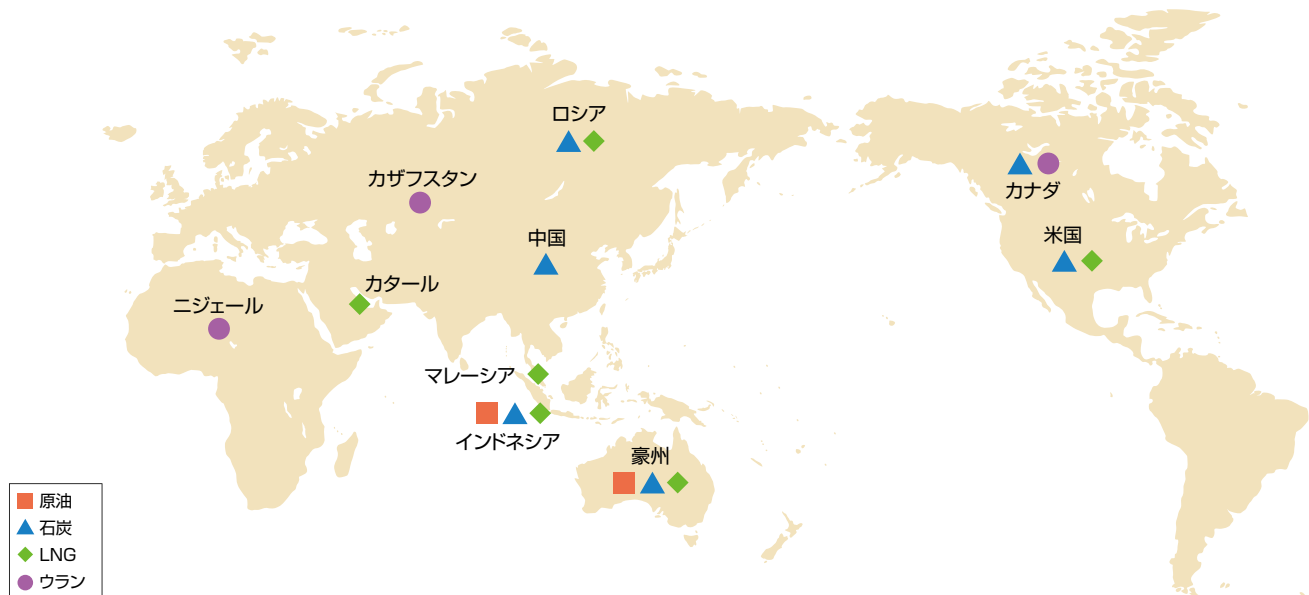 ロシア
カザフスタン
カナダ
中国
米国
カタール
ニジェール
マレーシア
インドネシア
豪州
原油
石炭
LNG
ウラン